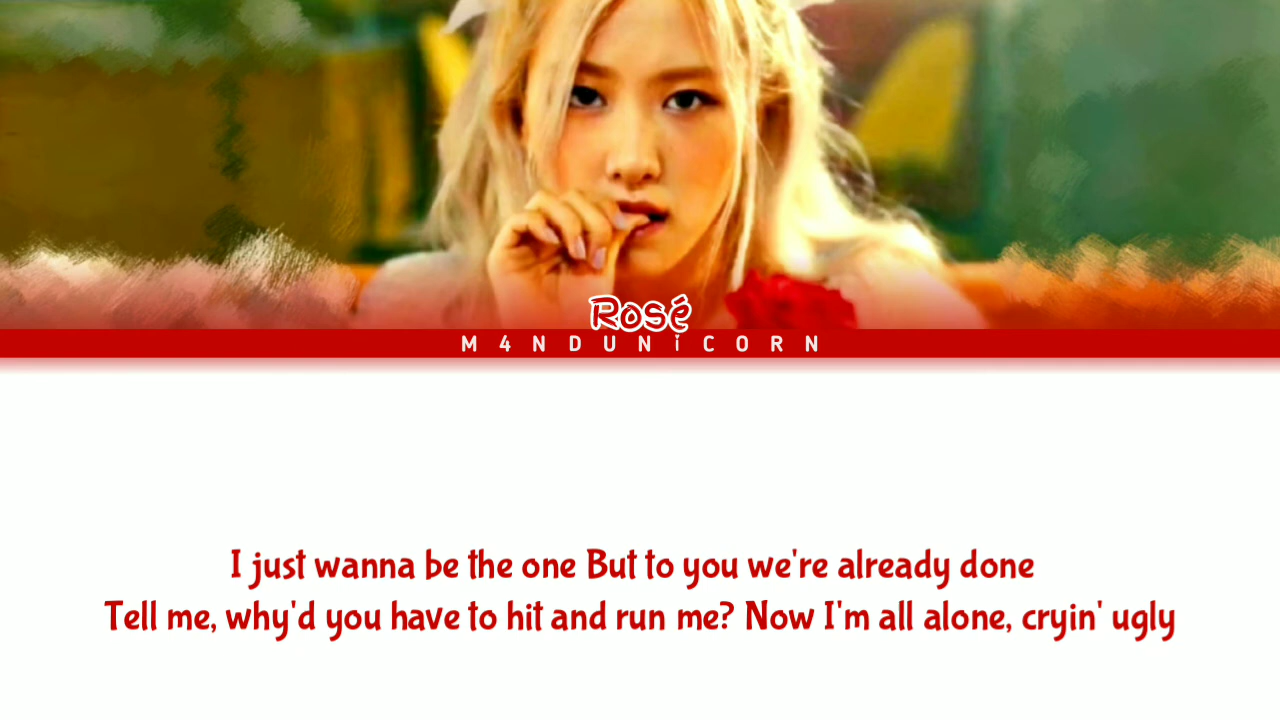 Rosé
M4NDUNiCORN
I just wanna be the one But to you we're already done
Tell me, why'd you have to hit and run me? Now I'm all alone, cryin' ugly